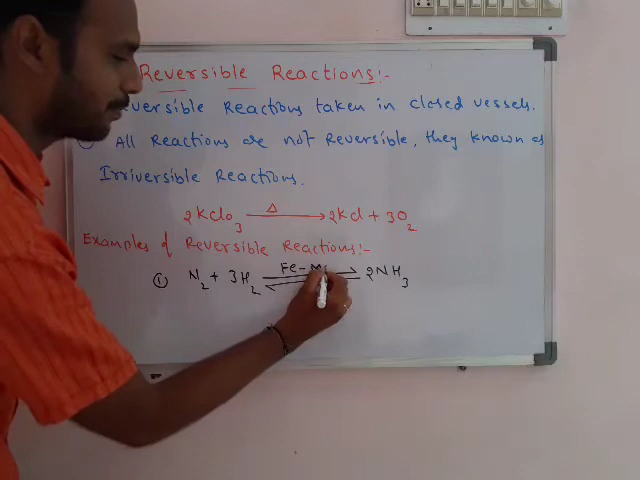 Reversible Reactions:-
Reversible Reactions taken in closed vessels.
All Reactions are not Reversible, they known as
Irriversible Reactions.
2KClO3 —Δ→ 2KCl + 3O2
Examples of Reversible Reactions:-
① N2 + 3H2 ⇌ 2NH3
Fe-